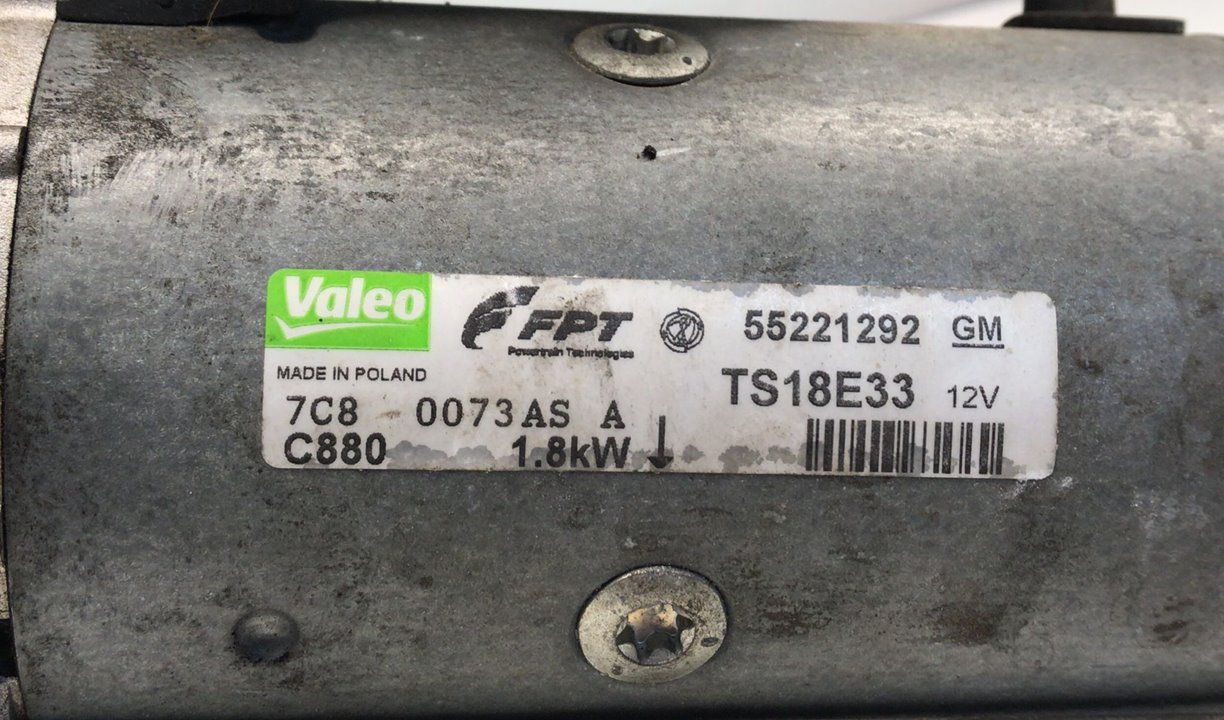 Valeo FPT 55221292 GM
Powertrain Technologies
MADE IN POLAND TS18E33 12V
7C8 0073AS A
C880 1.8kW